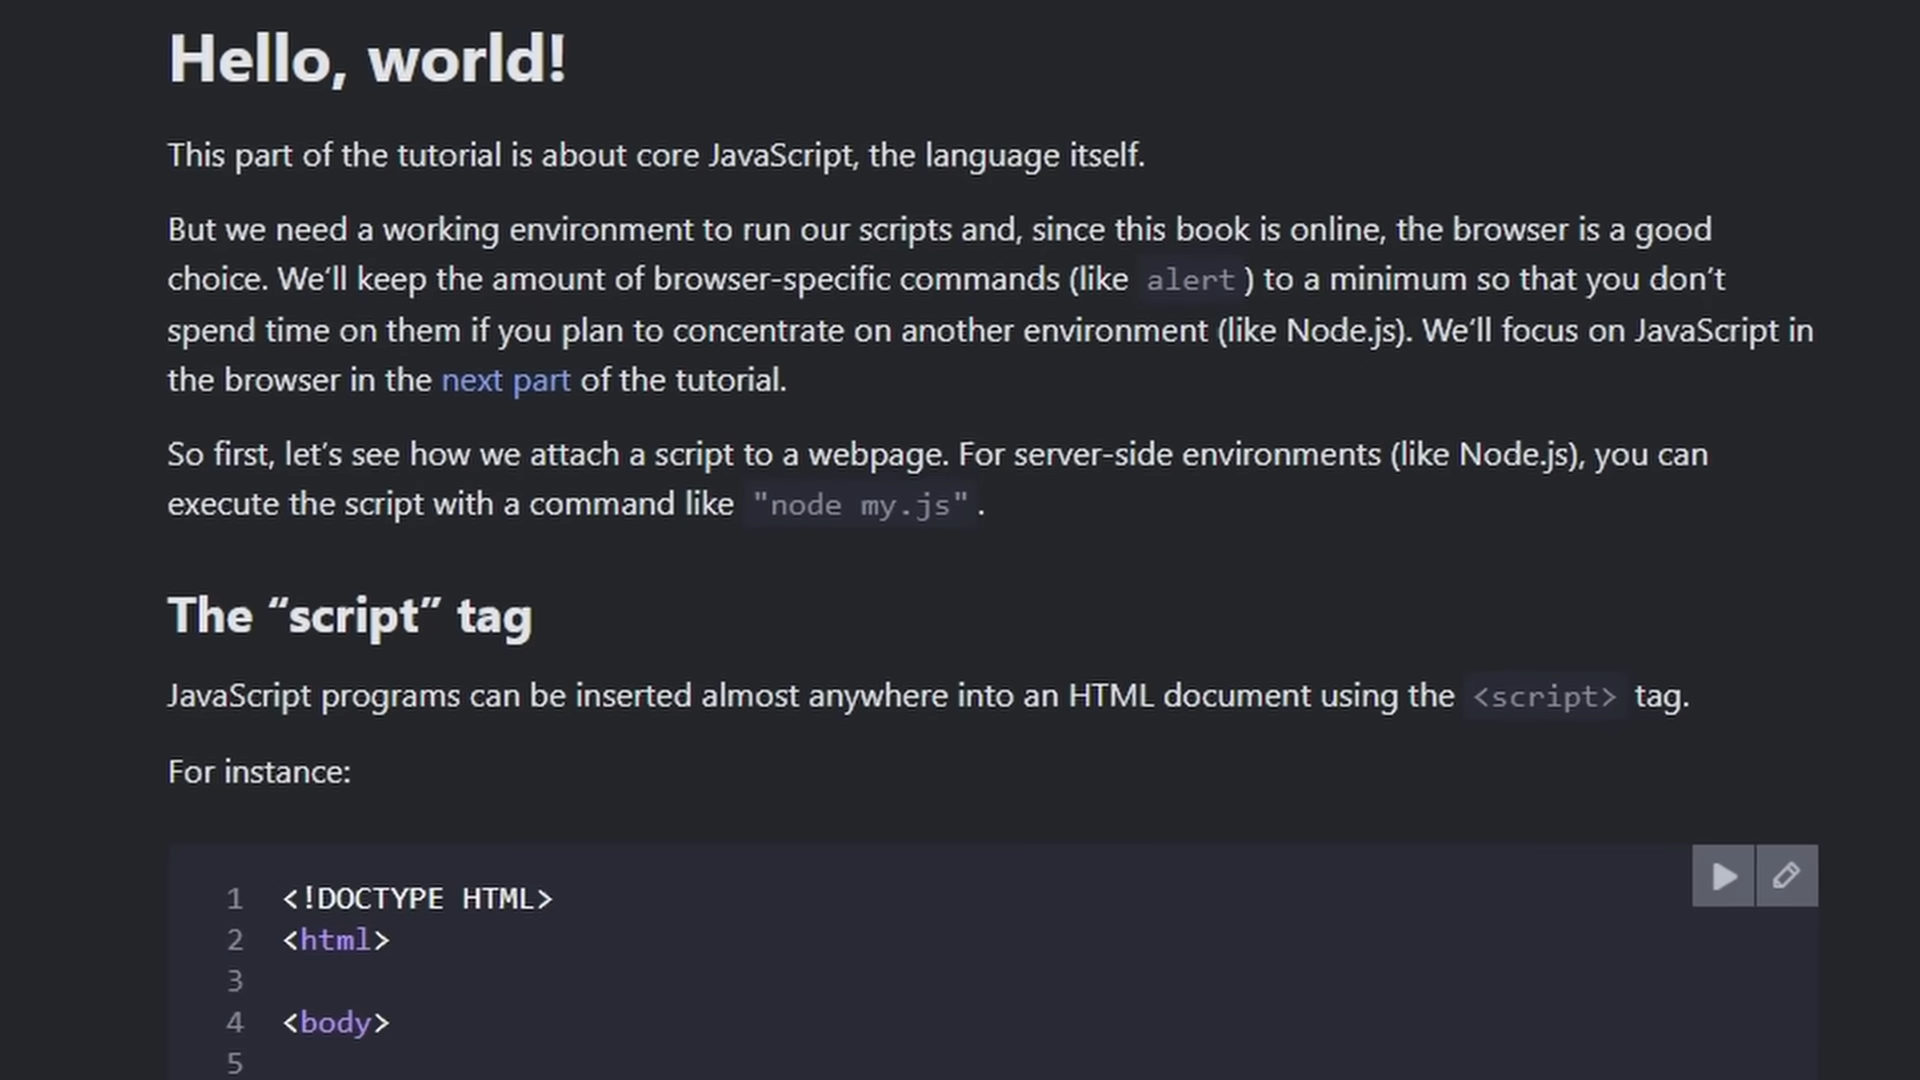 Hello, world!
This part of the tutorial is about core JavaScript, the language itself.
But we need a working environment to run our scripts and, since this book is online, the browser is a good
choice. We’ll keep the amount of browser-specific commands (like alert) to a minimum so that you don’t
spend time on them if you plan to concentrate on another environment (like Node.js). We’ll focus on JavaScript in
the browser in the next part of the tutorial.
So first, let’s see how we attach a script to a webpage. For server-side environments (like Node.js), you can
execute the script with a command like "node my.js".
The “script” tag
JavaScript programs can be inserted almost anywhere into an HTML document using the <script> tag.
For instance:
1 <!DOCTYPE HTML>
2 <html>
3
4 <body>
5